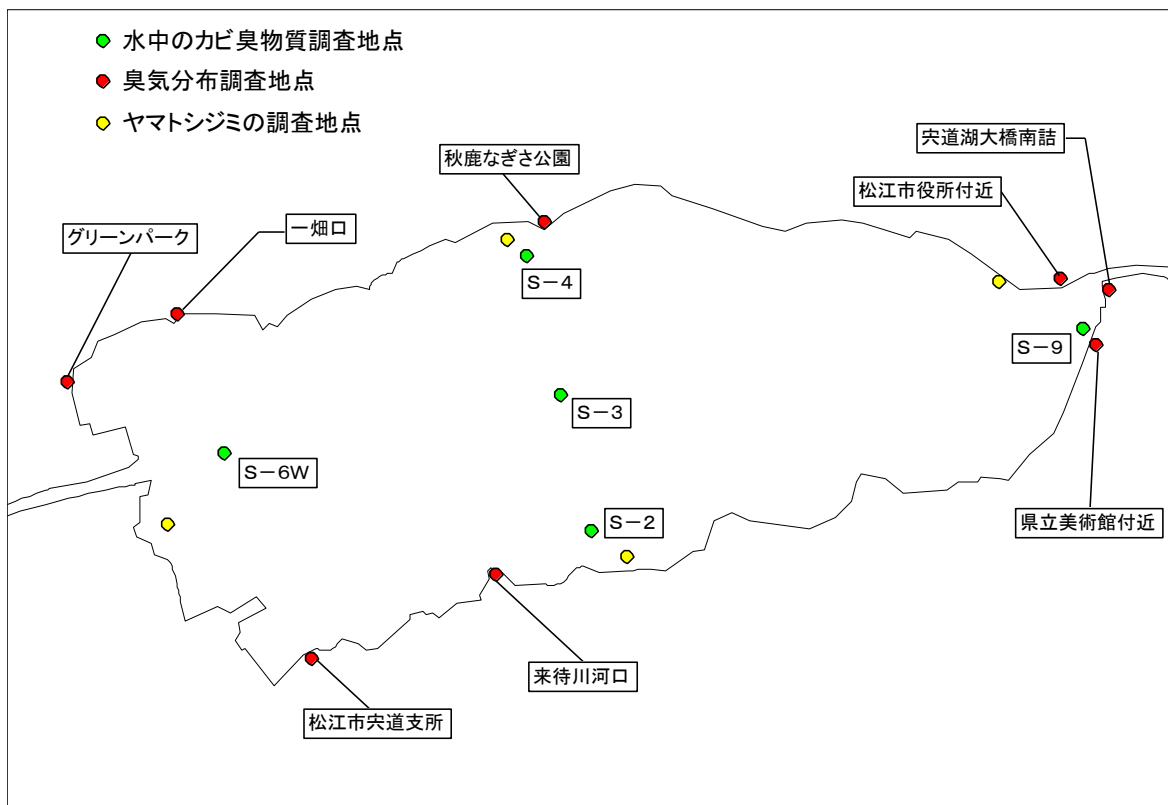 水中のカビ臭物質調査地点
臭気分布調査地点
ヤマトシジミの調査地点
宍道湖大橋南詰
秋鹿なぎさ公園
松江市役所付近
グリーンパーク
一畑口
S－4
S－9
S－3
S－6W
S－2
県立美術館付近
来待川河口
松江市宍道支所